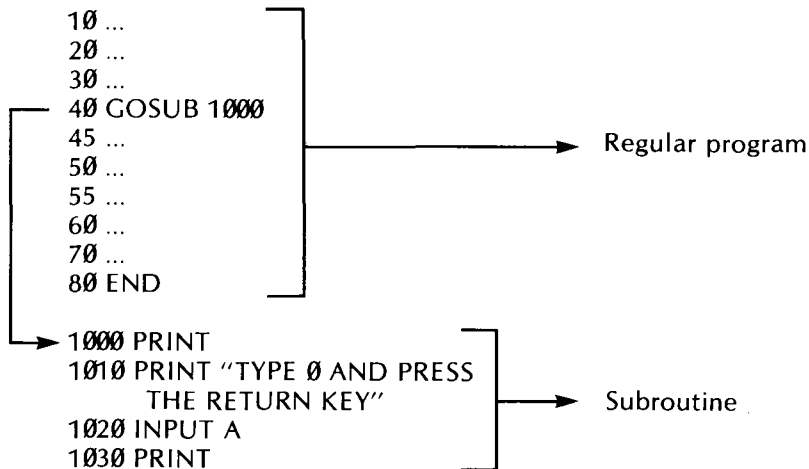 10 ...
20 ...
30 ...
40 GOSUB 1000
45 ...
50 ...
Regular program
55 ...
60 ...
70 ...
80 END
1000 PRINT
1010 PRINT "TYPE 0 AND PRESS
THE RETURN KEY"
Subroutine
1020 INPUT A
1030 PRINT